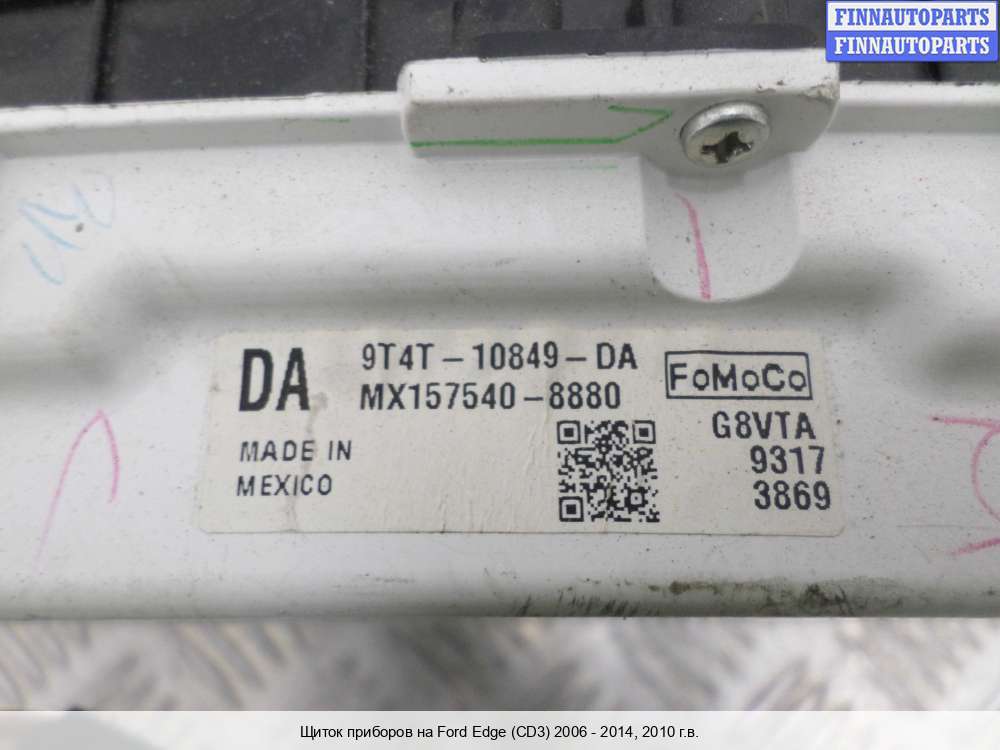 FINNAUTOPARTS
FINNAUTOPARTS
DA
9T4T-10849-DA
MX157540-8880
FoMoCo
G8VTA
9317
3869
MADE IN
MEXICO
Щиток приборов на Ford Edge (CD3) 2006 - 2014, 2010 г.в.